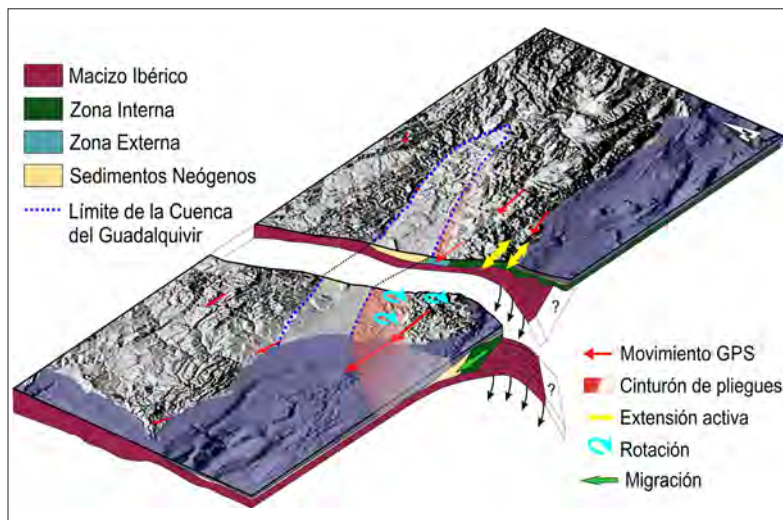 Macizo Ibérico
Zona Interna
Zona Externa
Sedimentos Neógenos
Límite de la Cuenca
del Guadalquivir
?
?
Movimiento GPS
Cinturón de pliegues
Extensión activa
Rotación
Migración